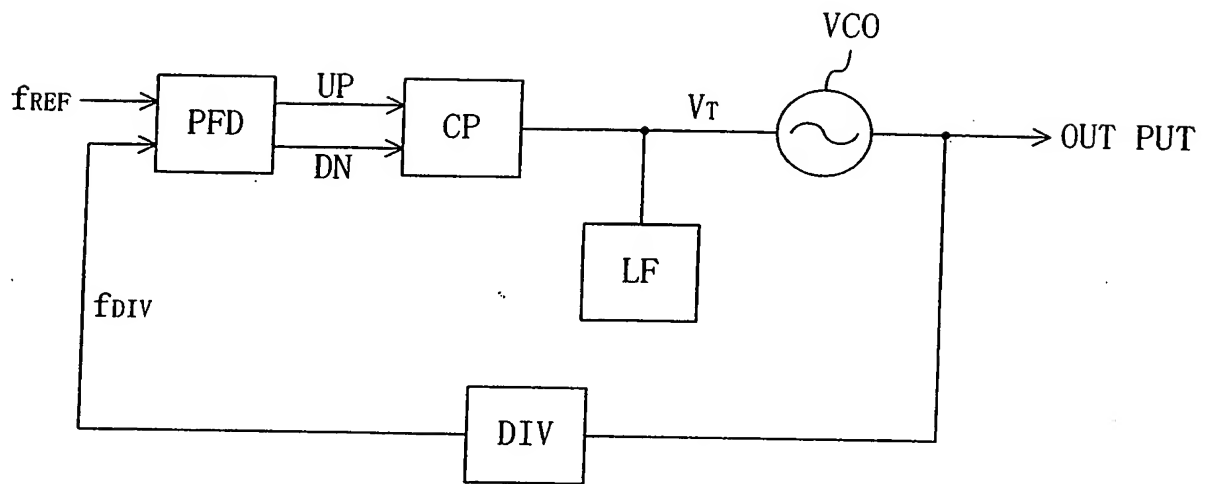 VCO
fREF
PFD
UP
DN
CP
VT
OUT PUT
LF
fDIV
DIV